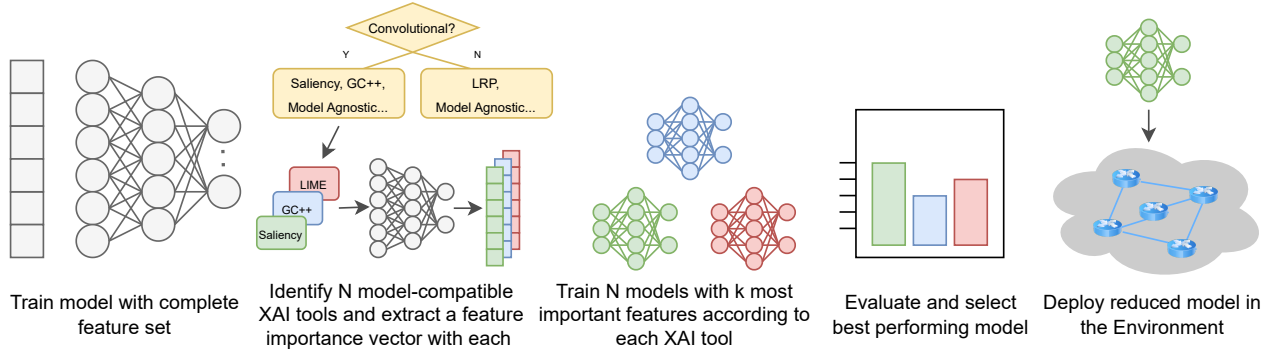 Convolutional?
Y
N
Saliency, GC++,
Model Agnostic...
LRP,
Model Agnostic...
LIME
GC++
Saliency
Train model with complete
feature set
Identify N model-compatible
XAI tools and extract a feature
importance vector with each
Train N models with k most
important features according to
each XAI tool
Evaluate and select
best performing model
Deploy reduced model in
the Environment